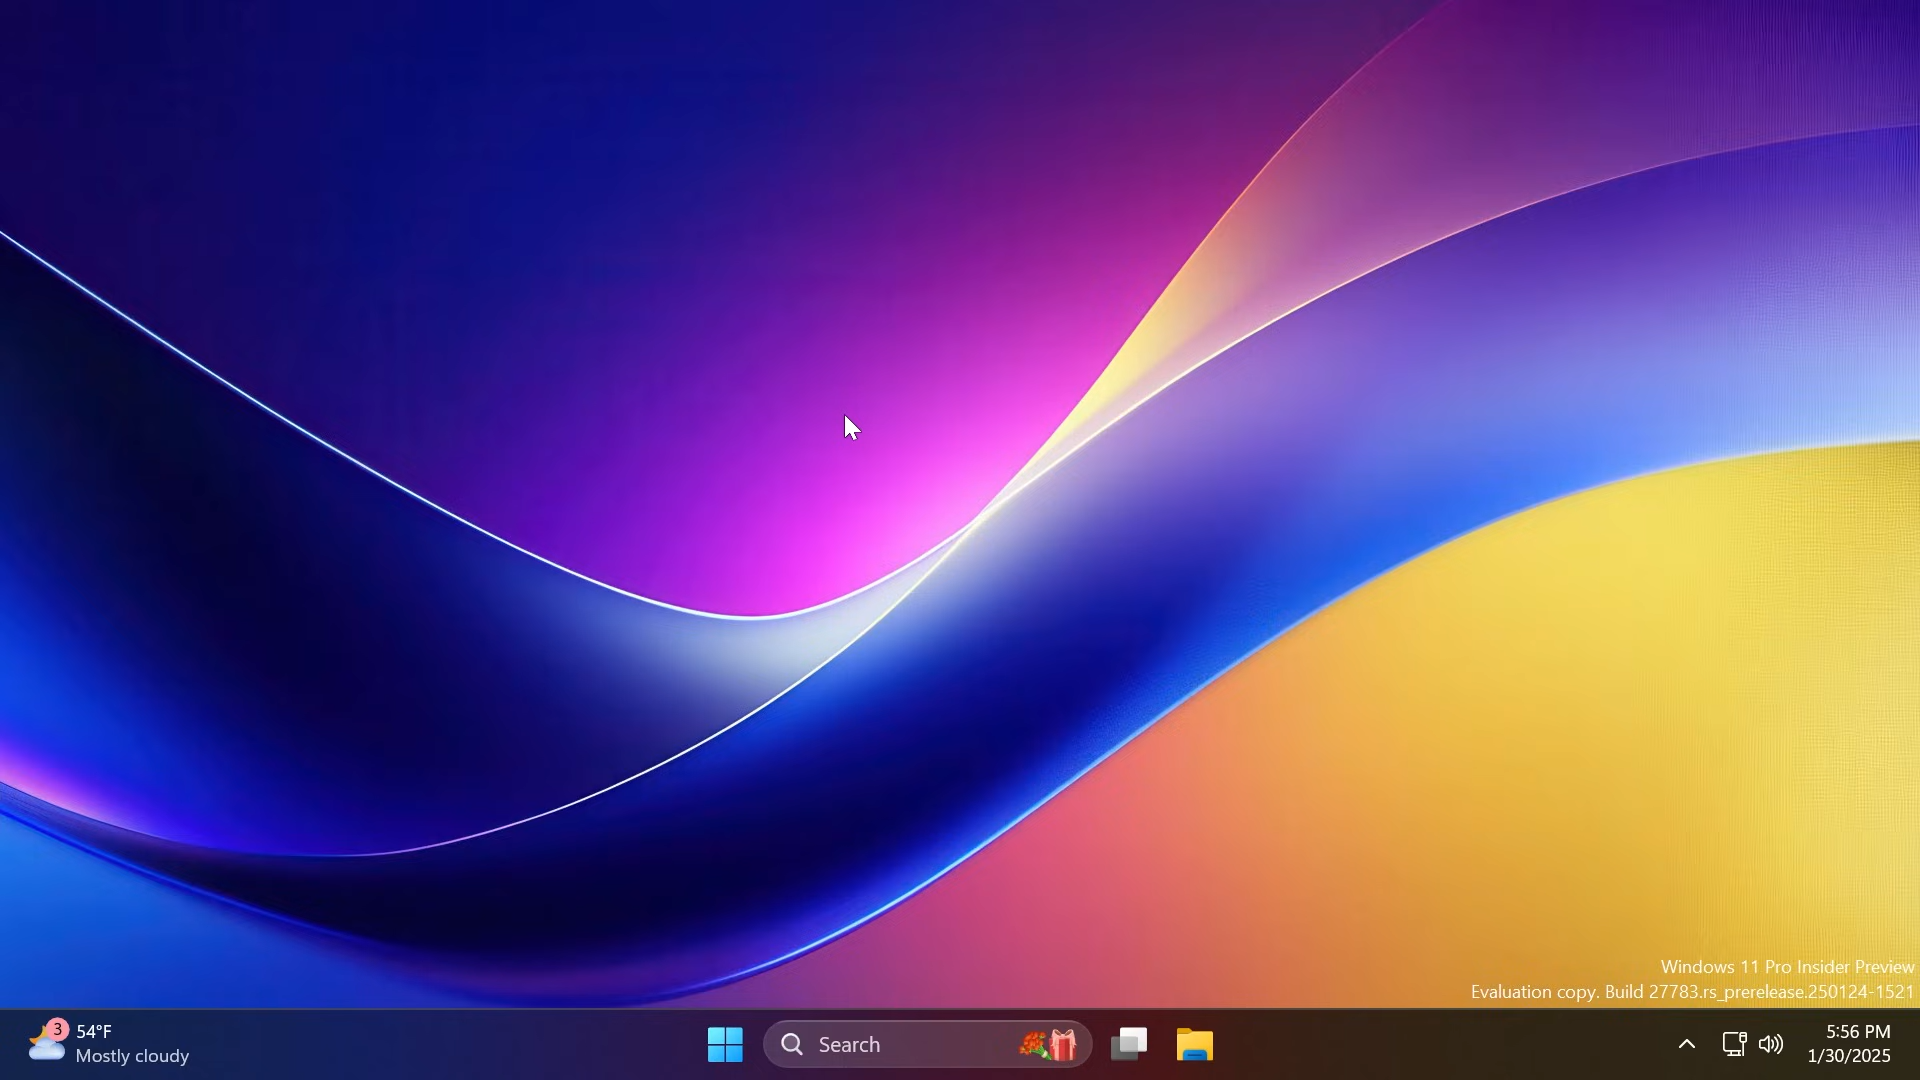 Windows 11 Pro Insider Preview
Evaluation copy. Build 27783.rs_prerelease.250124-1521
3
54°F
Mostly cloudy
Search
5:56 PM
1/30/2025